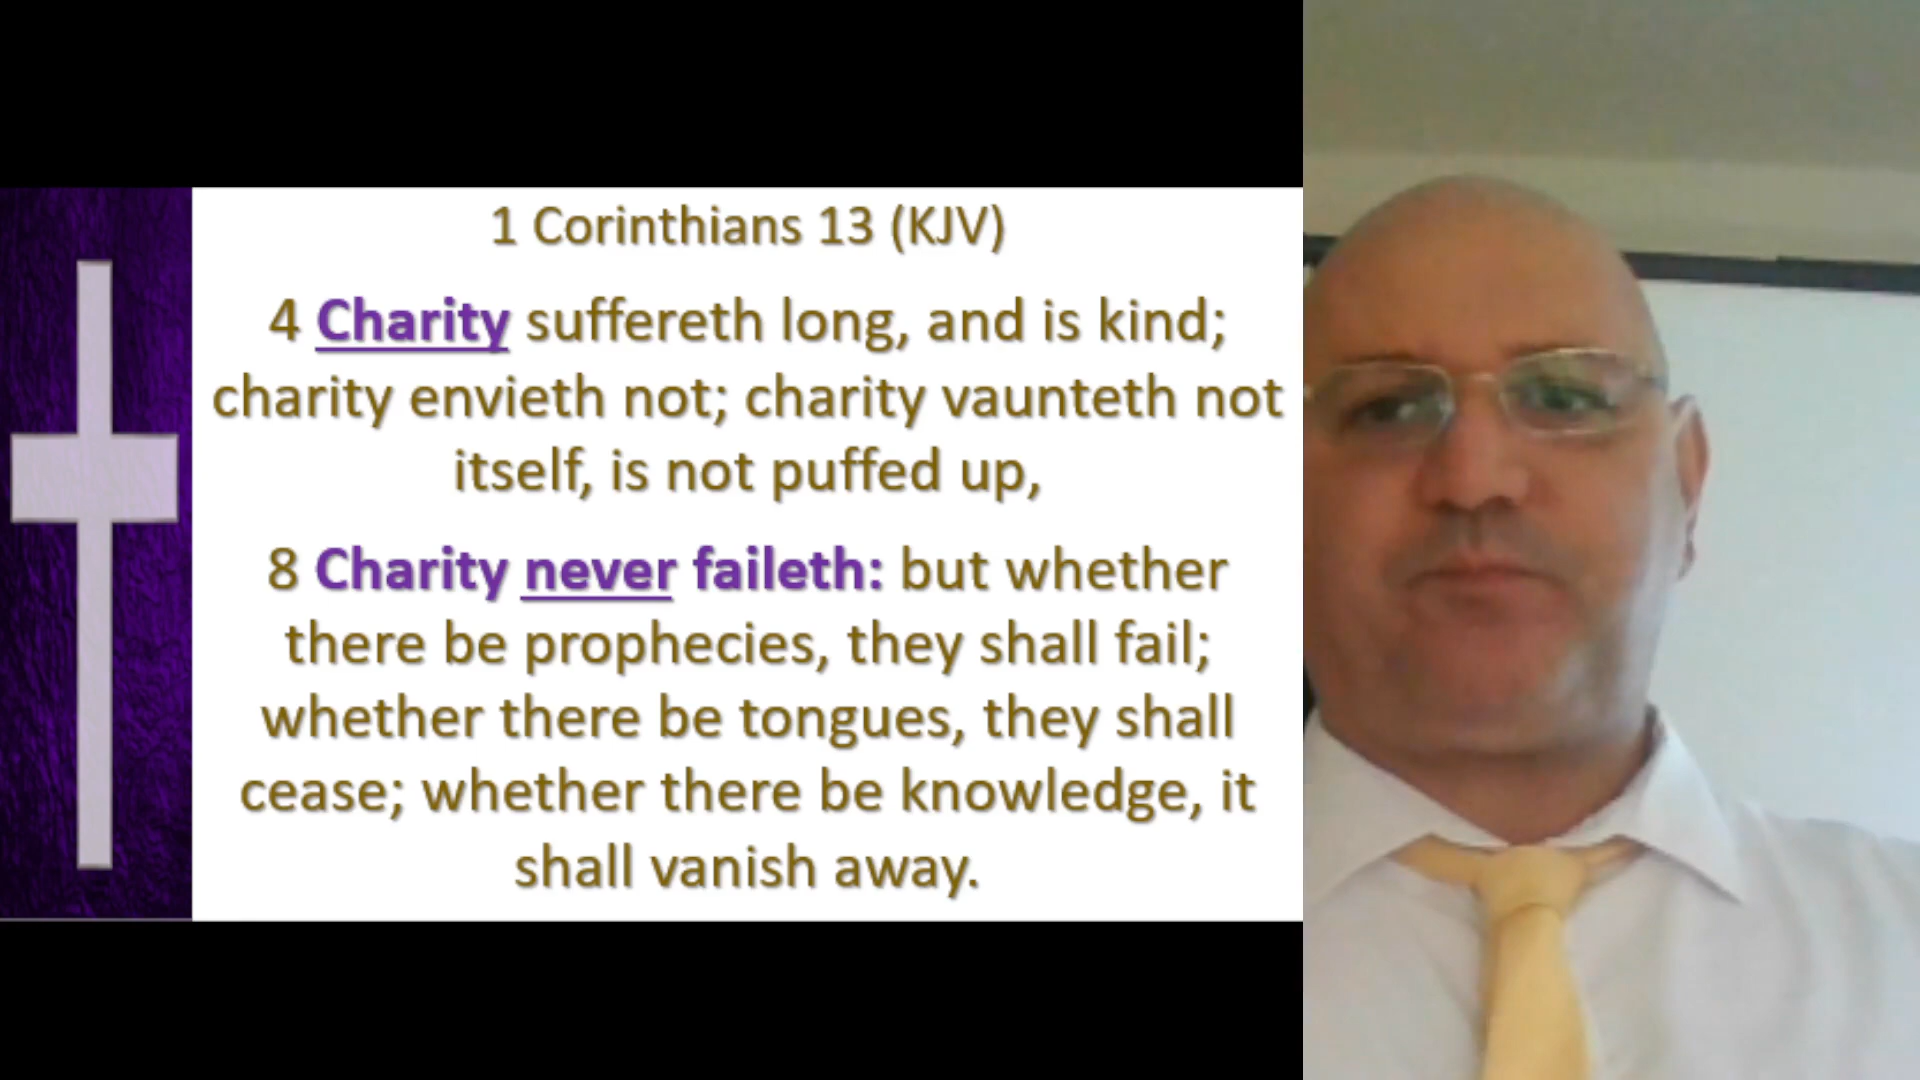 1 Corinthians 13 (KJV)
4 Charity suffereth long, and is kind;
charity envieth not; charity vaunteth not
itself, is not puffed up,
8 Charity never faileth: but whether
there be prophecies, they shall fail;
whether there be tongues, they shall
cease; whether there be knowledge, it
shall vanish away.